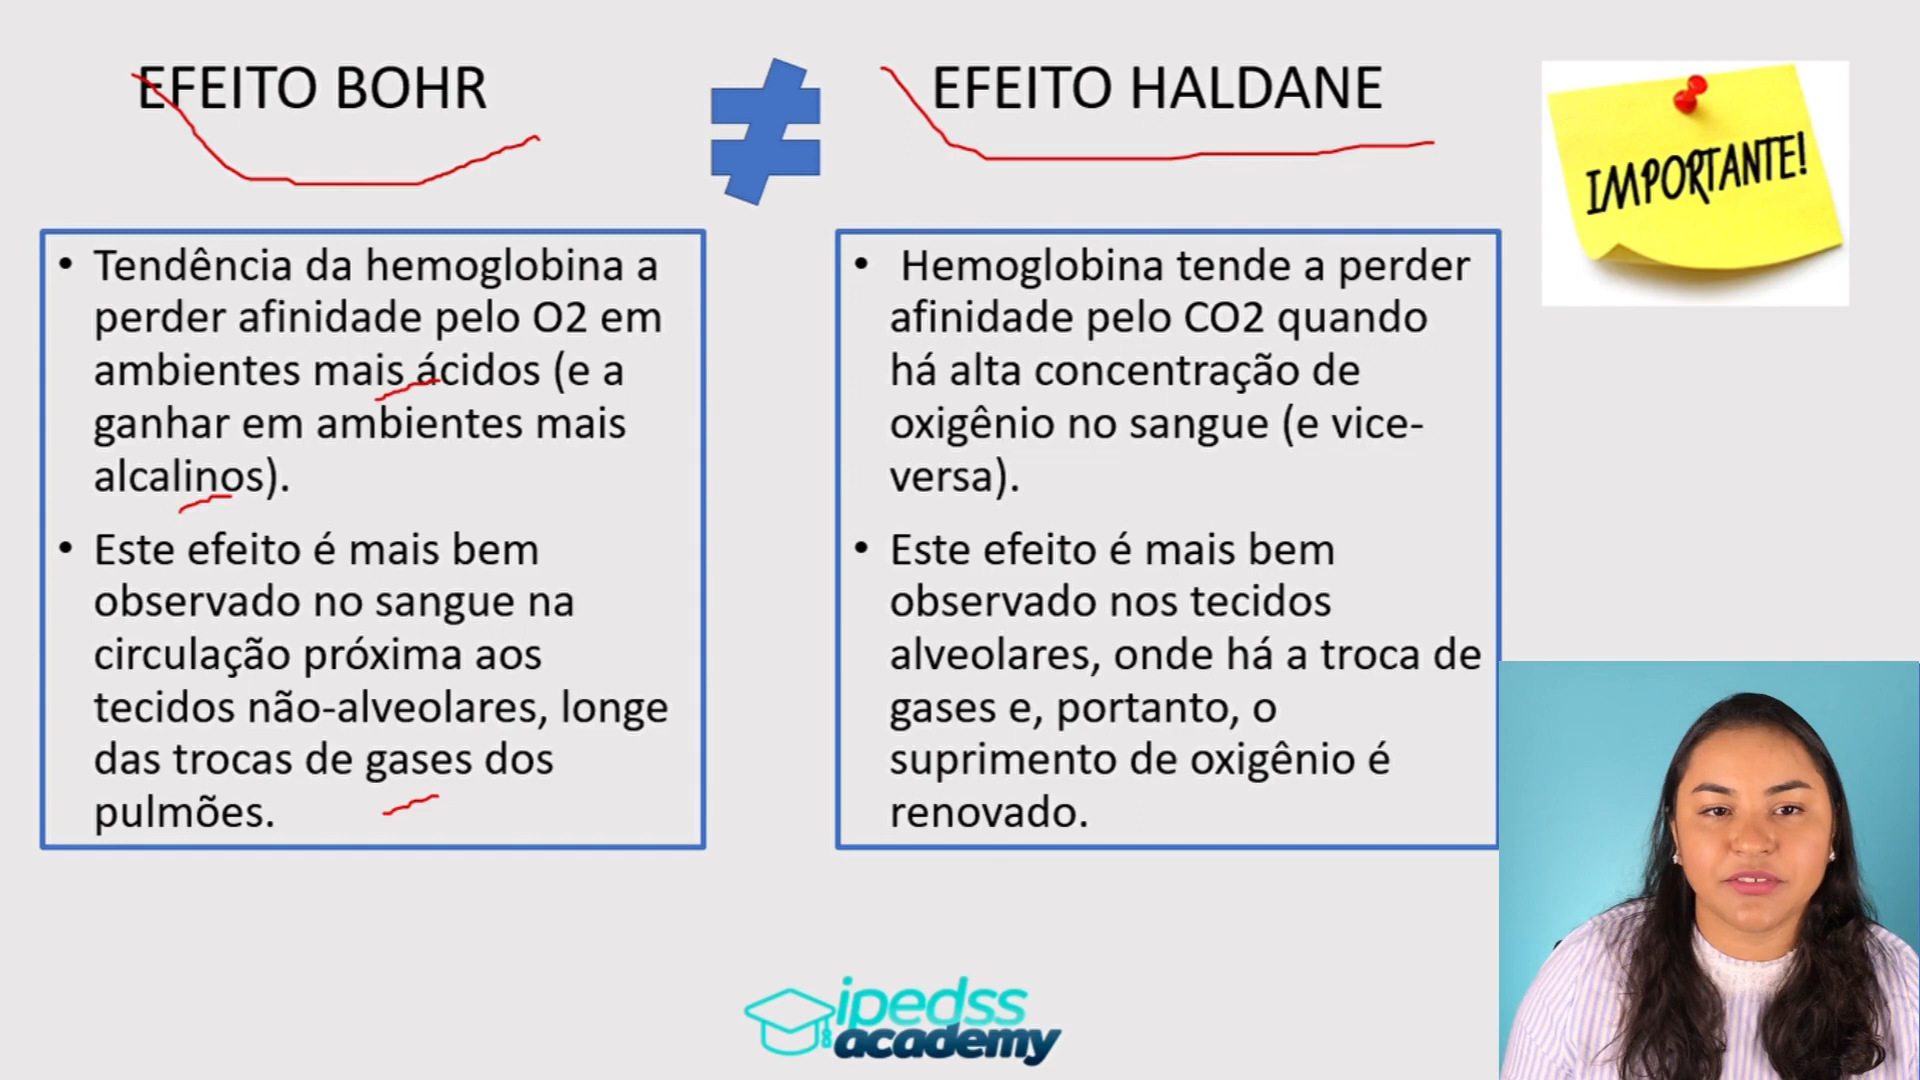 EFEITO BOHR
EFEITO HALDANE
IMPORTANTE!
• Tendência da hemoglobina a
perder afinidade pelo O2 em
ambientes mais ácidos (e a
ganhar em ambientes mais
alcalinos).
• Este efeito é mais bem
observado no sangue na
circulação próxima aos
tecidos não-alveolares, longe
das trocas de gases dos
pulmões.
• Hemoglobina tende a perder
afinidade pelo CO2 quando
há alta concentração de
oxigênio no sangue (e vice-
versa).
• Este efeito é mais bem
observado nos tecidos
alveolares, onde há a troca de
gases e, portanto, o
suprimento de oxigênio é
renovado.
ipedss
academy